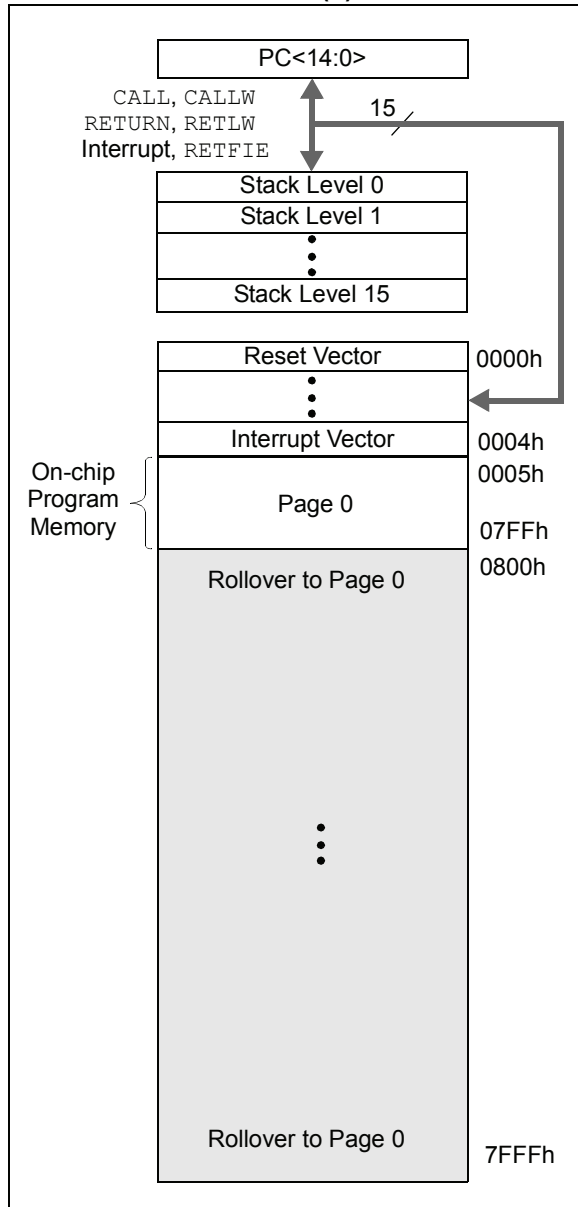 PC<14:0>
CALL, CALLW
RETURN, RETLW
Interrupt, RETFIE
15
Stack Level 0
Stack Level 1
Stack Level 15
Reset Vector
0000h
Interrupt Vector
0004h
On-chip
Program
Memory
0005h
Page 0
07FFh
0800h
Rollover to Page 0
Rollover to Page 0
7FFFh